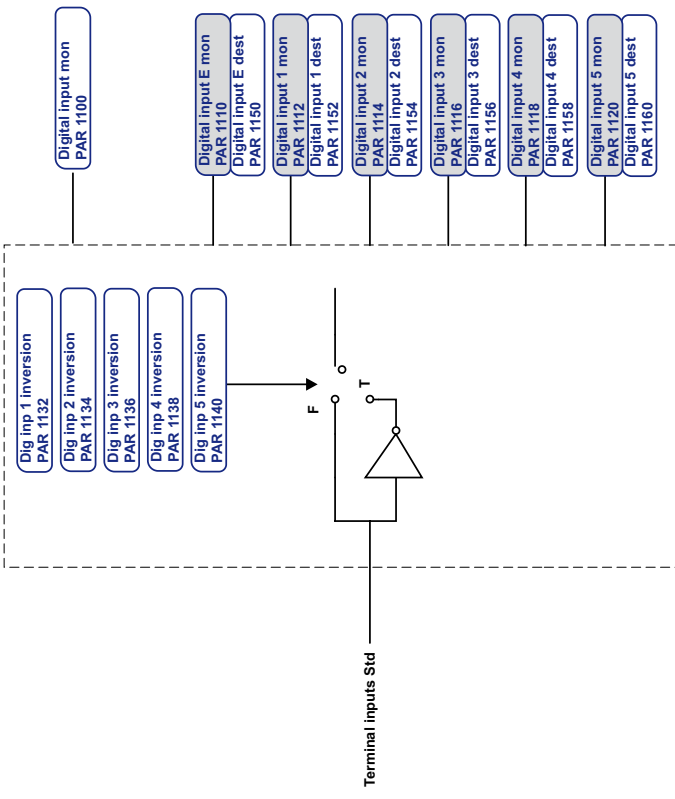 Terminal inputs Std
Dig inp 1 inversion
PAR 1132
Dig inp 2 inversion
PAR 1134
Dig inp 3 inversion
PAR 1136
Dig inp 4 inversion
PAR 1138
Dig inp 5 inversion
PAR 1140
F
T
Digital input mon
PAR 1100
Digital input E mon
PAR 1110
Digital input E dest
PAR 1150
Digital input 1 mon
PAR 1112
Digital input 1 dest
PAR 1152
Digital input 2 mon
PAR 1114
Digital input 2 dest
PAR 1154
Digital input 3 mon
PAR 1116
Digital input 3 dest
PAR 1156
Digital input 4 mon
PAR 1118
Digital input 4 dest
PAR 1158
Digital input 5 mon
PAR 1120
Digital input 5 dest
PAR 1160